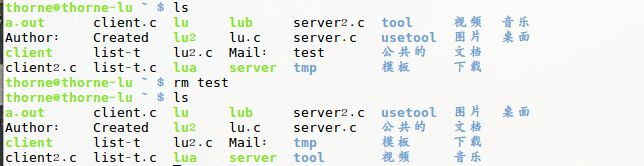 thorne@thorne-lu ~ $ ls
a.out client.c lu lub server2.c tool 视频 音乐
Author: Created lu2 lu.c server.c usetool 图片 桌面
client list-t lu2.c Mail: test 公共的 文档
client2.c list-t.c lua server tmp 模板 下载
thorne@thorne-lu ~ $ rm test
thorne@thorne-lu ~ $ ls
a.out client.c lu lub server2.c usetool 图片 桌面
Author: Created lu2 lu.c server.c 公共的 文档
client list-t lu2.c Mail: tmp 模板 下载
client2.c list-t.c lua server tool 视频 音乐